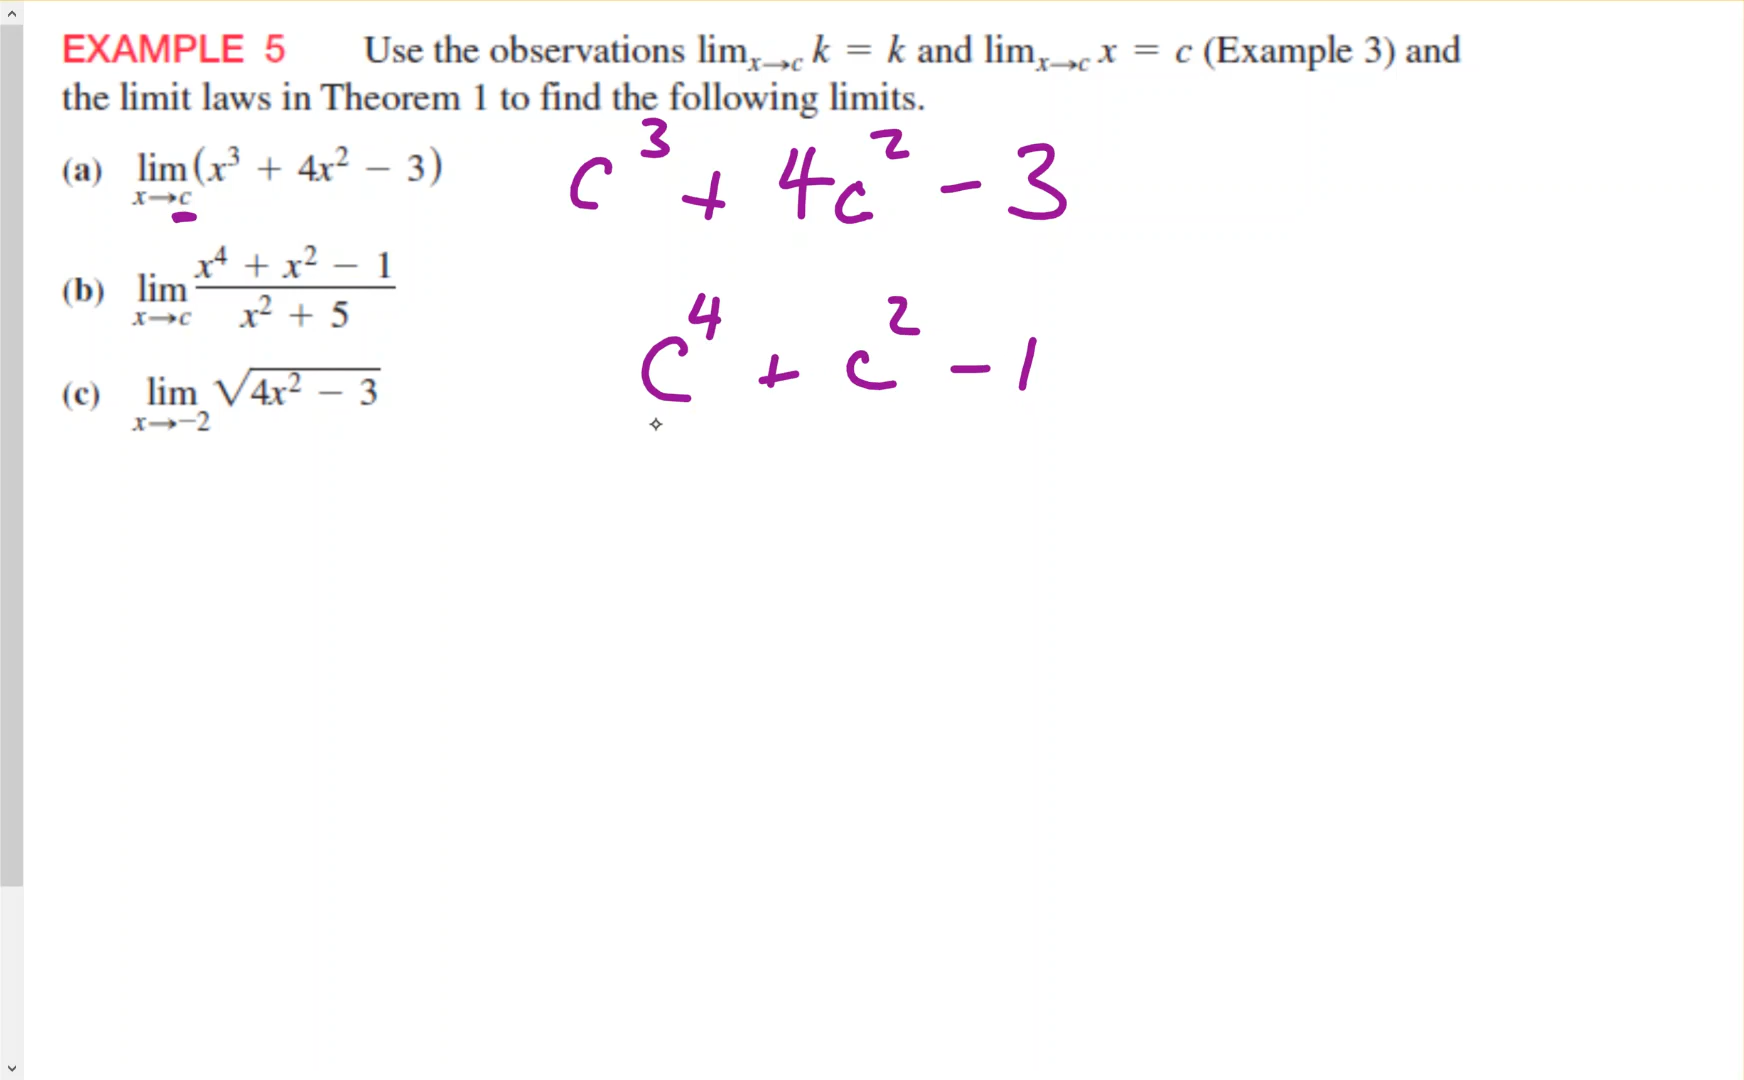 EXAMPLE 5 Use the observations lim_{x→c} k = k and lim_{x→c} x = c (Example 3) and
the limit laws in Theorem 1 to find the following limits.
(a) lim_{x→c} (x³ + 4x² − 3) c³ + 4c² − 3
(b) lim_{x→c} (x⁴ + x² − 1)/(x² + 5) c⁴ + c² − 1
(c) lim_{x→−2} √(4x² − 3)